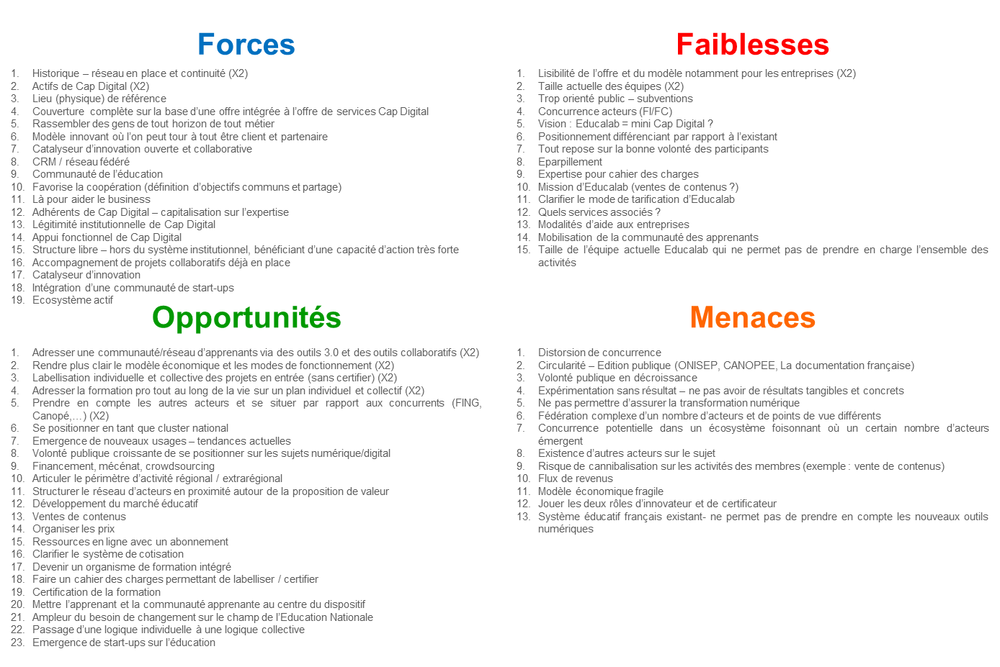 Forces
1. Historique – réseau en place et continuité (X2)
2. Actifs de Cap Digital (X2)
3. Lieu (physique) de référence
4. Couverture complète sur la base d’une offre intégrée à l’offre de services Cap Digital
5. Rassembler des gens de tout horizon de tout métier
6. Modèle innovant où l’on peut tour à tout être client et partenaire
7. Catalyseur d’innovation ouverte et collaborative
8. CRM / réseau fédéré
9. Communauté de l’éducation
10. Favorise la coopération (définition d’objectifs communs et partage)
11. Là pour aider le business
12. Adhérents de Cap Digital – capitalisation sur l’expertise
13. Légitimité institutionnelle de Cap Digital
14. Appui fonctionnel de Cap Digital
15. Structure libre – hors du système institutionnel, bénéficiant d’une capacité d’action très forte
16. Accompagnement de projets collaboratifs déjà en place
17. Catalyseur d’innovation
18. Intégration d’une communauté de start-ups
19. Ecosystème actif
Faiblesses
1. Lisibilité de l’offre et du modèle notamment pour les entreprises (X2)
2. Taille actuelle des équipes (X2)
3. Trop orienté public – subventions
4. Concurrence acteurs (FI/FC)
5. Vision : Educalab = mini Cap Digital ?
6. Positionnement différenciant par rapport à l’existant
7. Tout repose sur la bonne volonté des participants
8. Eparpillement
9. Expertise pour cahier des charges
10. Mission d’Educalab (ventes de contenus ?)
11. Clarifier le mode de tarification d’Educalab
12. Quels services associés ?
13. Modalités d’aide aux entreprises
14. Mobilisation de la communauté des apprenants
15. Taille de l’équipe actuelle Educalab qui ne permet pas de prendre en charge l’ensemble des
activités
Opportunités
1. Adresser une communauté/réseau d’apprenants via des outils 3.0 et des outils collaboratifs (X2)
2. Rendre plus clair le modèle économique et les modes de fonctionnement (X2)
3. Labellisation individuelle et collective des projets en entrée (sans certifier) (X2)
4. Adresser la formation pro tout au long de la vie sur un plan individuel et collectif (X2)
5. Prendre en compte les autres acteurs et se situer par rapport aux concurrents (FING,
Canopé,…) (X2)
6. Se positionner en tant que cluster national
7. Emergence de nouveaux usages – tendances actuelles
8. Volonté publique croissante de se positionner sur les sujets numérique/digital
9. Financement, mécénat, crowdsourcing
10. Articuler le périmètre d’activité régional / extrarégional
11. Structurer le réseau d’acteurs en proximité autour de la proposition de valeur
12. Développement du marché éducatif
13. Ventes de contenus
14. Organiser les prix
15. Ressources en ligne avec un abonnement
16. Clarifier le système de cotisation
17. Devenir un organisme de formation intégré
18. Faire un cahier des charges permettant de labelliser / certifier
19. Certification de la formation
20. Mettre l’apprenant et la communauté apprenante au centre du dispositif
21. Ampleur du besoin de changement sur le champ de l’Education Nationale
22. Passage d’une logique individuelle à une logique collective
23. Emergence de start-ups sur l’éducation
Menaces
1. Distorsion de concurrence
2. Circularité – Edition publique (ONISEP, CANOPEE, La documentation française)
3. Volonté publique en décroissance
4. Expérimentation sans résultat – ne pas avoir de résultats tangibles et concrets
5. Ne pas permettre d’assurer la transformation numérique
6. Fédération complexe d’un nombre d’acteurs et de points de vue différents
7. Concurrence potentielle dans un écosystème foisonnant où un certain nombre d’acteurs
émergent
8. Existence d’autres acteurs sur le sujet
9. Risque de cannibalisation sur les activités des membres (exemple : vente de contenus)
10. Flux de revenus
11. Modèle économique fragile
12. Jouer les deux rôles d’innovateur et de certificateur
13. Système éducatif français existant- ne permet pas de prendre en compte les nouveaux outils
numériques